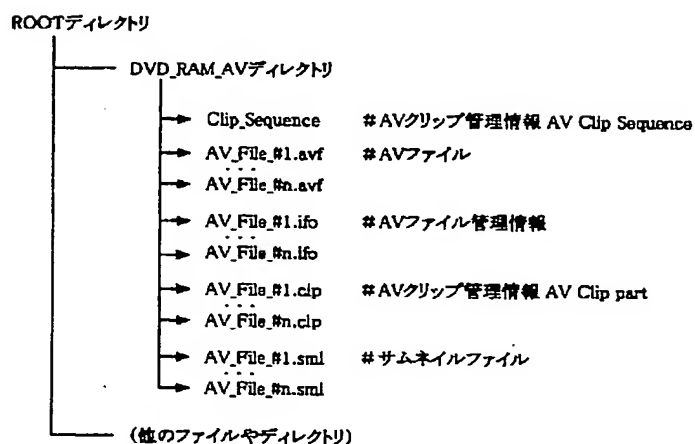 ROOTディレクトリ
DVD_RAM_AVディレクトリ
Clip_Sequence #AVクリップ管理情報 AV Clip Sequence
AV_File_#1.avf #AVファイル
...
AV_File_#n.avf
AV_File_#1.ifo #AVファイル管理情報
...
AV_File_#n.ifo
AV_File_#1.clp #AVクリップ管理情報 AV Clip part
...
AV_File_#n.clp
AV_File_#1.sml #サムネイルファイル
...
AV_File_#n.sml
(他のファイルやディレクトリ)